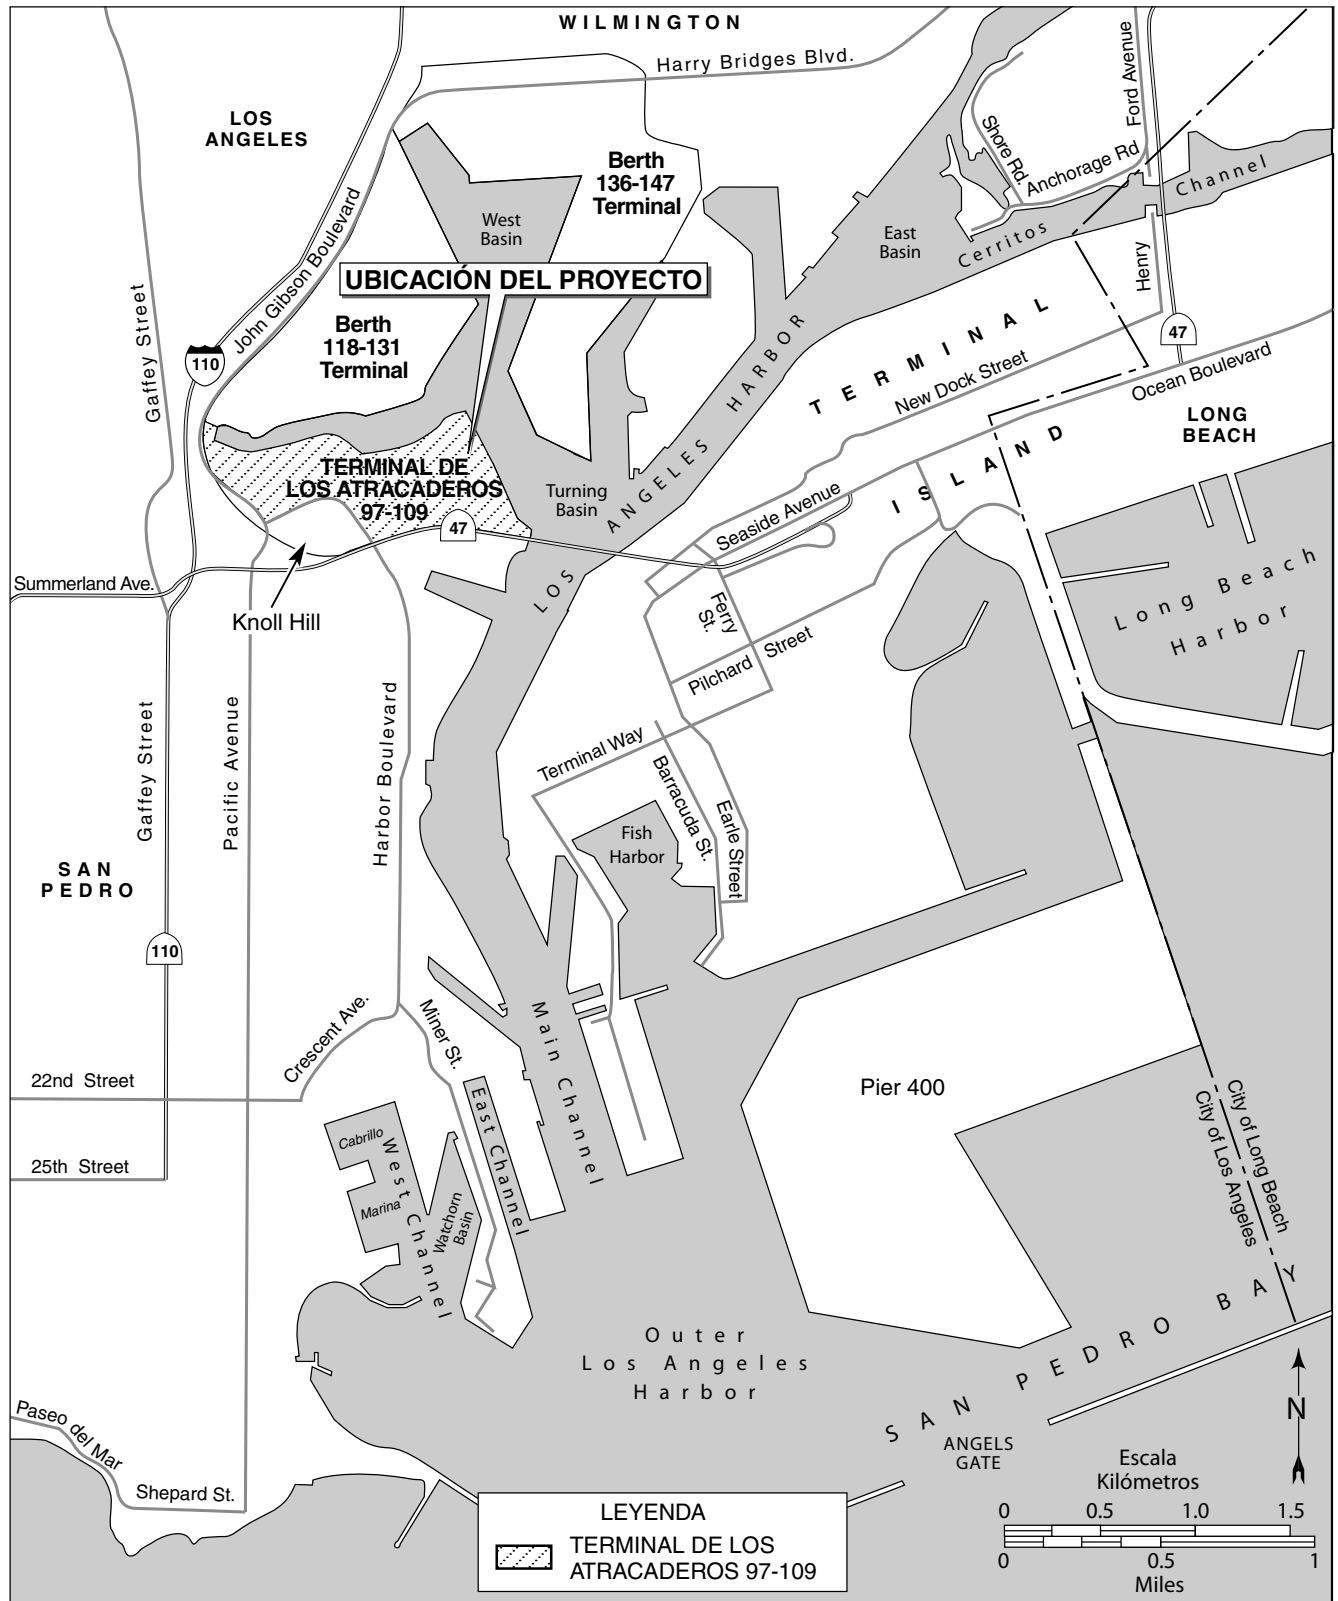 WILMINGTON
Harry Bridges Blvd.
Ford Avenue
LOS
ANGELES
Shore Rd.
Anchorage Rd
Berth
136-147
Terminal
Channel
West
Basin
East
Basin
Cerritos
John Gibson Boulevard
Henry
UBICACIÓN DEL PROYECTO
Gaffey Street
Berth
118-131
Terminal
110
HARBOR
TERMINAL
47
New Dock Street
Ocean Boulevard
LONG
BEACH
ISLAND
TERMINAL DE
LOS ATRACADEROS
97-109
Turning
Basin
ANGELES
Seaside Avenue
47
LOS
Summerland Ave.
Knoll Hill
Ferry
St.
Long Beach
Harbor
Pilchard Street
Gaffey Street
Pacific Avenue
Harbor Boulevard
Terminal Way
Barracuda St.
Earle Street
Fish
Harbor
SAN
PEDRO
110
Crescent Ave.
Miner St.
Main Channel
22nd Street
Pier 400
East Channel
Cabrillo
Marina
West Channel
Watchorn
Basin
25th Street
City of Long Beach
City of Los Angeles
Outer
Los Angeles
Harbor
SAN PEDRO BAY
N
ANGELS
GATE
Paseo del Mar
Shepard St.
LEYENDA
TERMINAL DE LOS
ATRACADEROS 97-109
Escala
Kilómetros
0 0.5 1.0 1.5
0 0.5 1
Miles